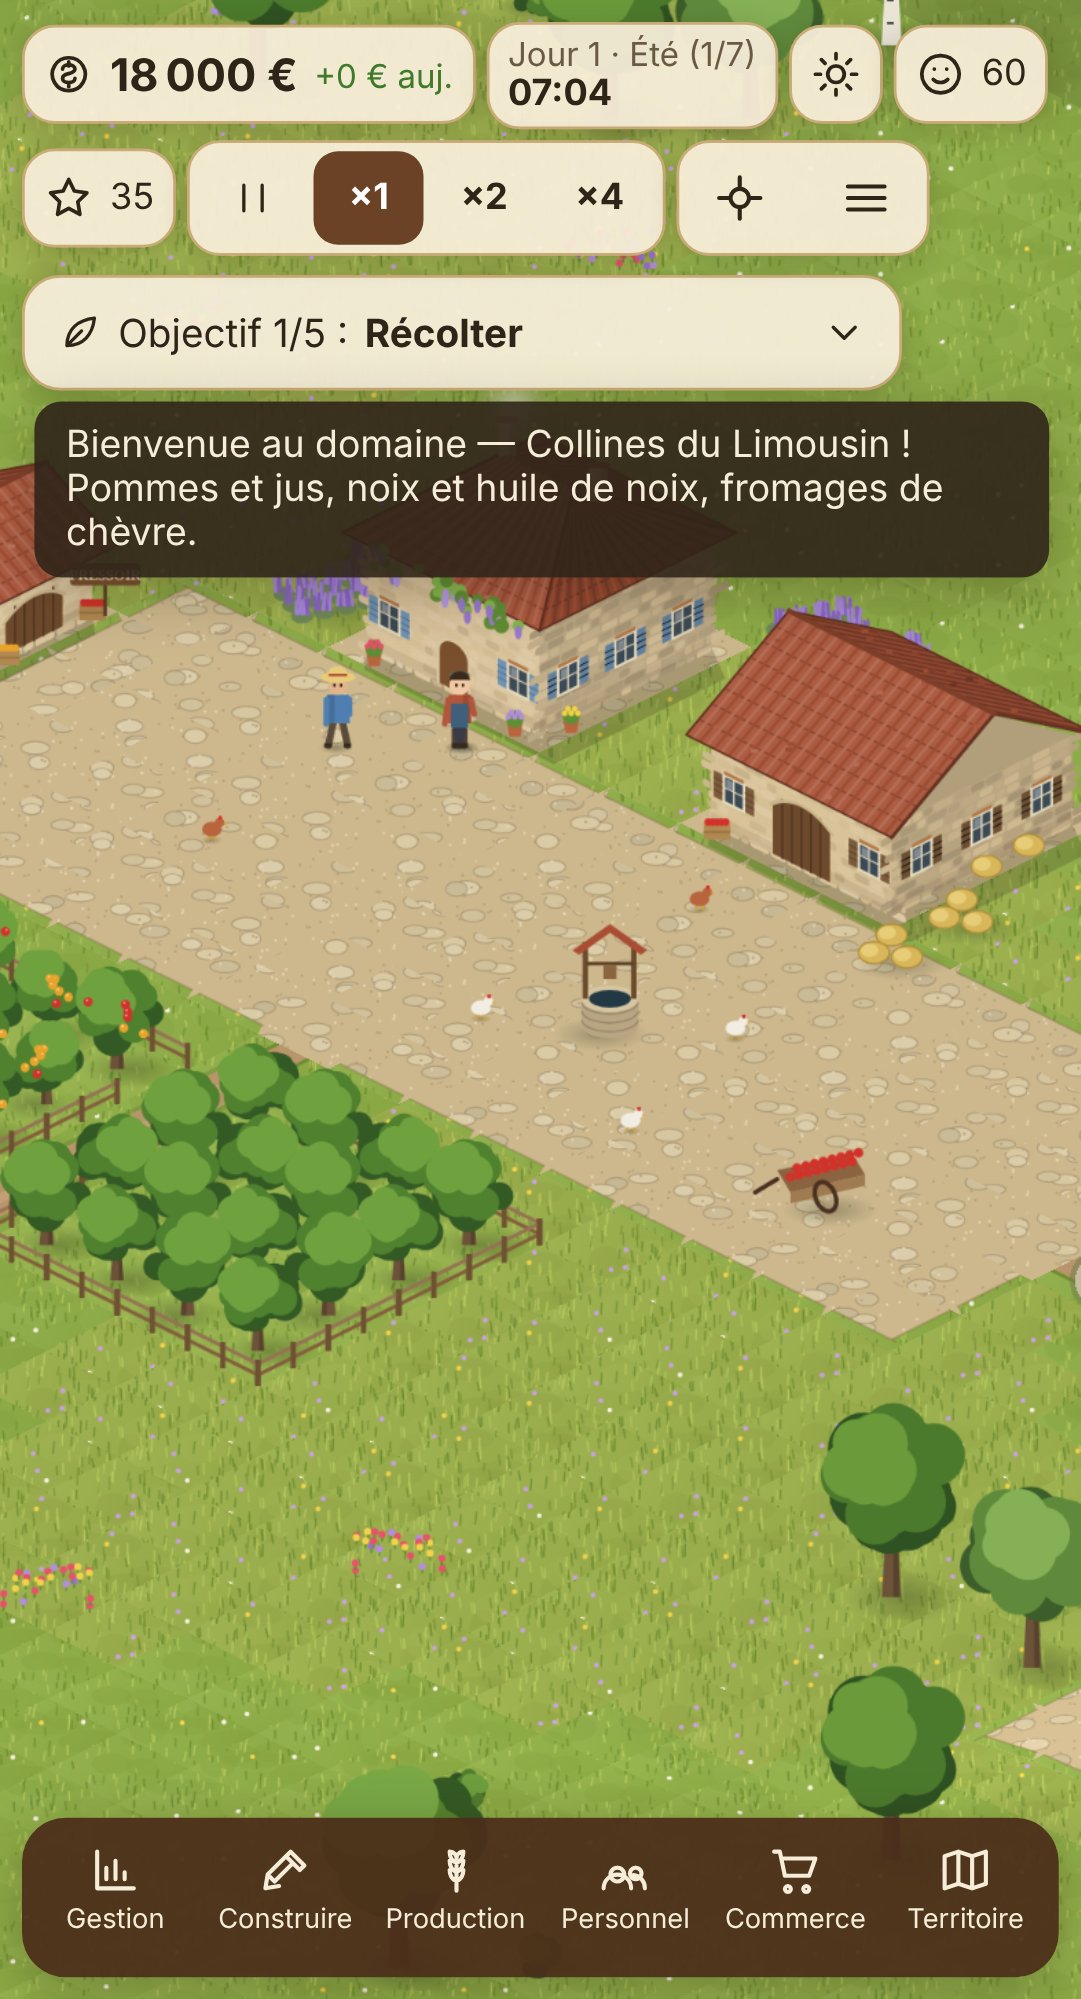 18 000 € +0 € auj.
Jour 1 · Été (1/7)
07:04
60
35
×1 ×2 ×4
Objectif 1/5 : Récolter
Bienvenue au domaine — Collines du Limousin !
Pommes et jus, noix et huile de noix, fromages de
chèvre.
PRESSOIR
Gestion Construire Production Personnel Commerce Territoire